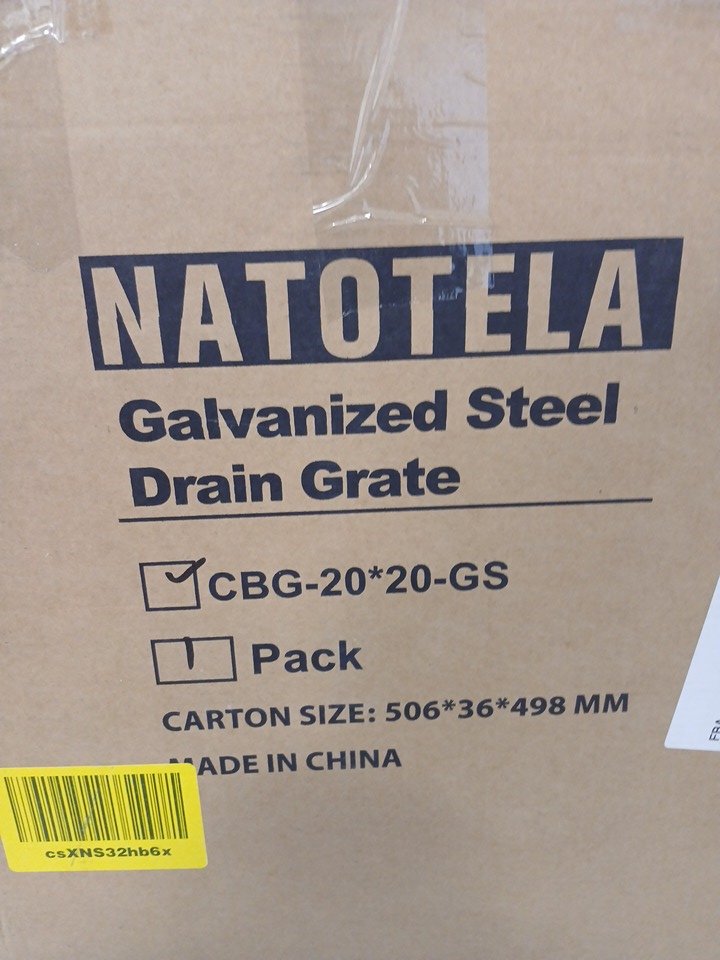 NATOTELA
Galvanized Steel
Drain Grate
CBG-20*20-GS
1 Pack
CARTON SIZE: 506*36*498 MM
MADE IN CHINA
csXNS32hb6x